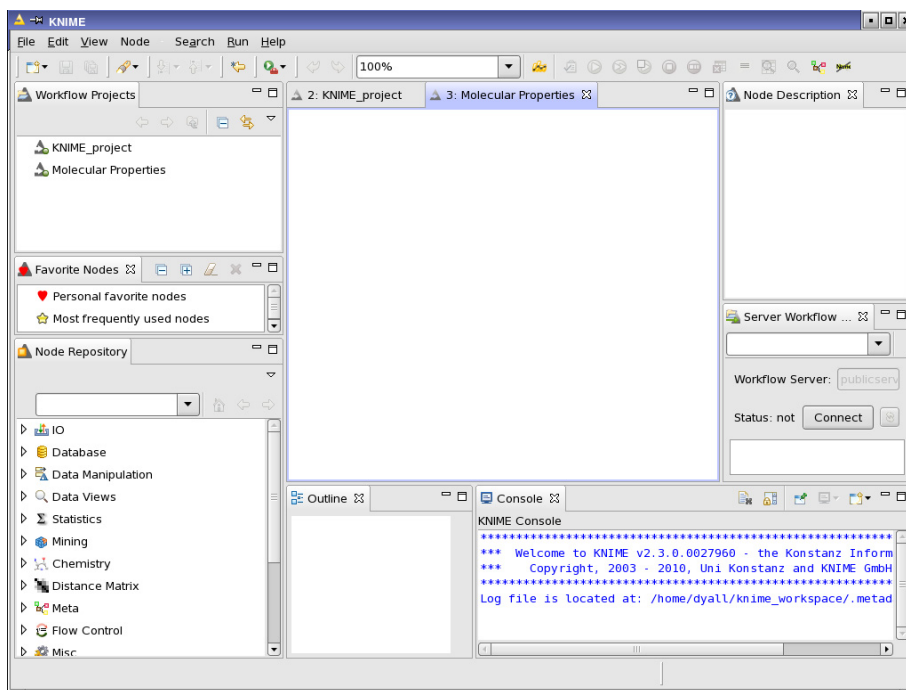 KNIME
File Edit View Node Search Run Help
100%
Workflow Projects
KNIME_project
Molecular Properties
Favorite Nodes
Personal favorite nodes
Most frequently used nodes
Node Repository
IO
Database
Data Manipulation
Data Views
Statistics
Mining
Chemistry
Distance Matrix
Meta
Flow Control
Misc
2: KNIME_project
3: Molecular Properties
Outline
Console
KNIME Console
***********************************************************
*** Welcome to KNIME v2.3.0.0027960 - the Konstanz Inform
*** Copyright, 2003 - 2010, Uni Konstanz and KNIME GmbH
***********************************************************
Log file is located at: /home/dyall/knime_workspace/.metad
Node Description
Server Workflow ...
Workflow Server: publicserv
Status: not Connect